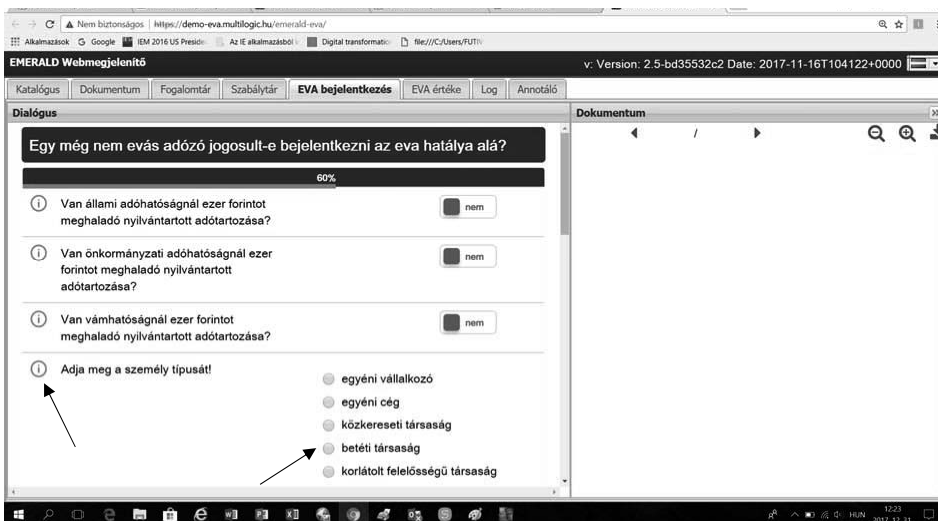 Nem biztonságos | https://demo-eva.multilogic.hu/emerald-eva/
Alkalmazások Google IEM 2016 US Preside Az IE alkalmazásból Digital transformatio file:///C:/Users/FUTIV
EMERALD Webmegjelenítő
v: Version: 2.5-bd35532c2 Date: 2017-11-16T104122+0000
Katalógus Dokumentum Fogalomtár Szabálytár EVA bejelentkezés EVA értéke Log Annotáló
Dialógus
Dokumentum
/
Egy még nem evás adózó jogosult-e bejelentkezni az eva hatálya alá?
60%
Van állami adóhatóságnál ezer forintot
meghaladó nyilvántartott adótartozása?
nem
Van önkormányzati adóhatóságnál ezer
forintot meghaladó nyilvántartott
adótartozása?
nem
Van vámhatóságnál ezer forintot
meghaladó nyilvántartott adótartozása?
nem
Adja meg a személy típusát!
egyéni vállalkozó
egyéni cég
közkereseti társaság
betéti társaság
korlátolt felelősségű társaság
HUN
12:23
2017. 12. 31.